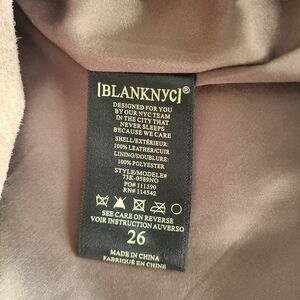 [BLANKNYC]®
DESIGNED FOR YOU
BY OUR NYC TEAM
IN THE CITY THAT
NEVER SLEEPS
BECAUSE WE CARE
SHELL/EXTÉRIEUR:
100% LEATHER/CUIR
LINING/DOUBLURE:
100% POLYESTER
STYLE/MODELE#
73K-0589NO
PO# 111590
RN# 114542
SEE CARE ON REVERSE
VOIR INSTRUCTION AUVERSO
26
MADE IN CHINA
FABRIQUÉ EN CHINE